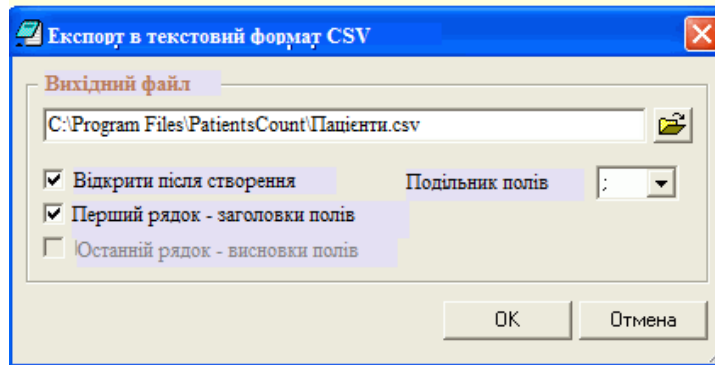 Експорт в текстовий формат CSV
Вихідний файл
C:\Program Files\PatientsCount\Пацієнти.csv
Відкрити після створення Подільник полів ;
Перший рядок - заголовки полів
Останній рядок - висновки полів
OK Отмена